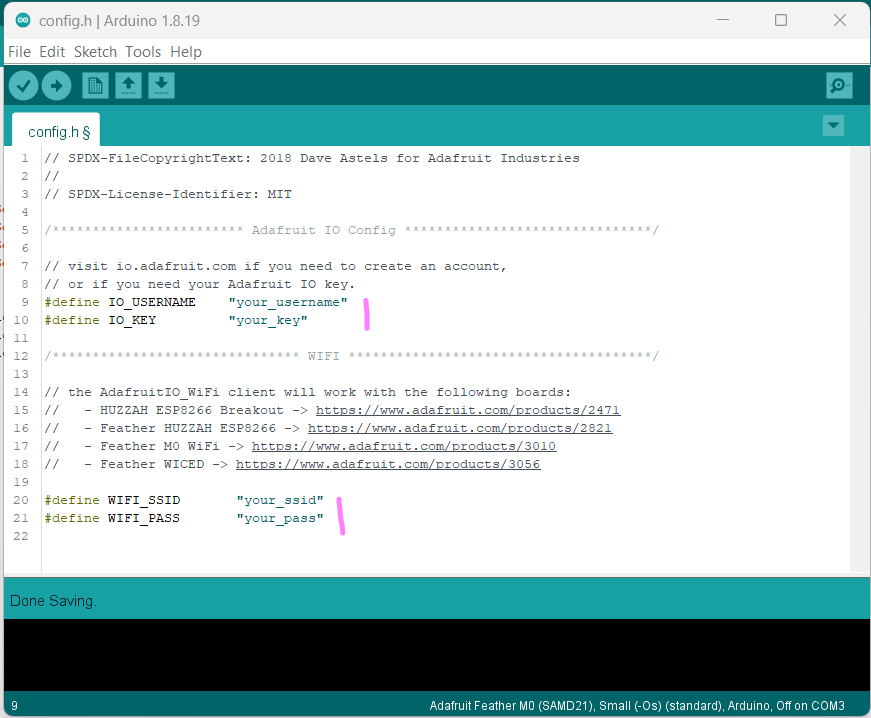 config.h | Arduino 1.8.19
File Edit Sketch Tools Help
config.h §
1 // SPDX-FileCopyrightText: 2018 Dave Astels for Adafruit Industries
2 //
3 // SPDX-License-Identifier: MIT
4
5 /************************ Adafruit IO Config *******************************/
6
7 // visit io.adafruit.com if you need to create an account,
8 // or if you need your Adafruit IO key.
9 #define IO_USERNAME    "your_username"
10 #define IO_KEY         "your_key"
11
12 /******************************* WIFI **************************************/
13
14 // the AdafruitIO_WiFi client will work with the following boards:
15 //   - HUZZAH ESP8266 Breakout -> https://www.adafruit.com/products/2471
16 //   - Feather HUZZAH ESP8266 -> https://www.adafruit.com/products/2821
17 //   - Feather M0 WiFi -> https://www.adafruit.com/products/3010
18 //   - Feather WICED -> https://www.adafruit.com/products/3056
19
20 #define WIFI_SSID       "your_ssid"
21 #define WIFI_PASS       "your_pass"
22
Done Saving.
9
Adafruit Feather M0 (SAMD21), Small (-Os) (standard), Arduino, Off on COM3